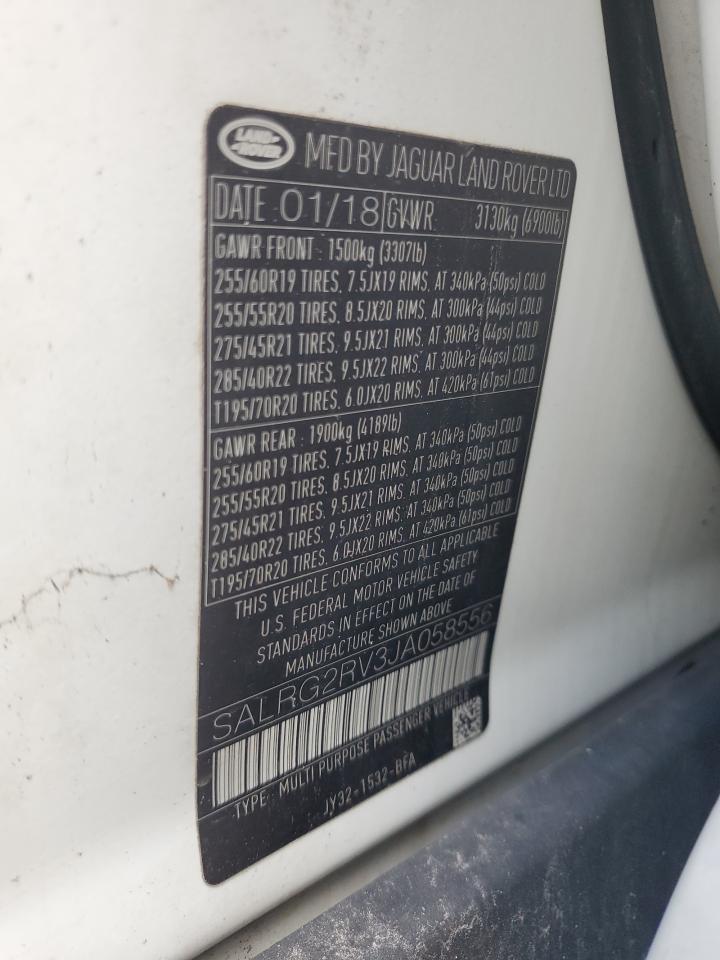 LAND ROVER
MFD BY JAGUAR LAND ROVER LTD
DATE 01/18 GVWR 3130kg (6900lb)
GAWR FRONT : 1500kg (3307lb)
255/60R19 TIRES, 7.5JX19 RIMS, AT 340kPa (50psi) COLD
255/55R20 TIRES, 8.5JX20 RIMS, AT 300kPa (44psi) COLD
275/45R21 TIRES, 9.5JX21 RIMS, AT 300kPa (44psi) COLD
285/40R22 TIRES, 9.5JX22 RIMS, AT 300kPa (44psi) COLD
T195/70R20 TIRES, 6.0JX20 RIMS, AT 420kPa (61psi) COLD
GAWR REAR : 1900kg (4189lb)
255/60R19 TIRES, 7.5JX19 RIMS, AT 340kPa (50psi) COLD
255/55R20 TIRES, 8.5JX20 RIMS, AT 340kPa (50psi) COLD
275/45R21 TIRES, 9.5JX21 RIMS, AT 340kPa (50psi) COLD
285/40R22 TIRES, 9.5JX22 RIMS, AT 340kPa (50psi) COLD
T195/70R20 TIRES, 6.0JX20 RIMS, AT 420kPa (61psi) COLD
THIS VEHICLE CONFORMS TO ALL APPLICABLE
U.S. FEDERAL MOTOR VEHICLE SAFETY
STANDARDS IN EFFECT ON THE DATE OF
MANUFACTURE SHOWN ABOVE
SALRG2RV3JA058556
TYPE: MULTI PURPOSE PASSENGER VEHICLE
JY32-1532-BFA